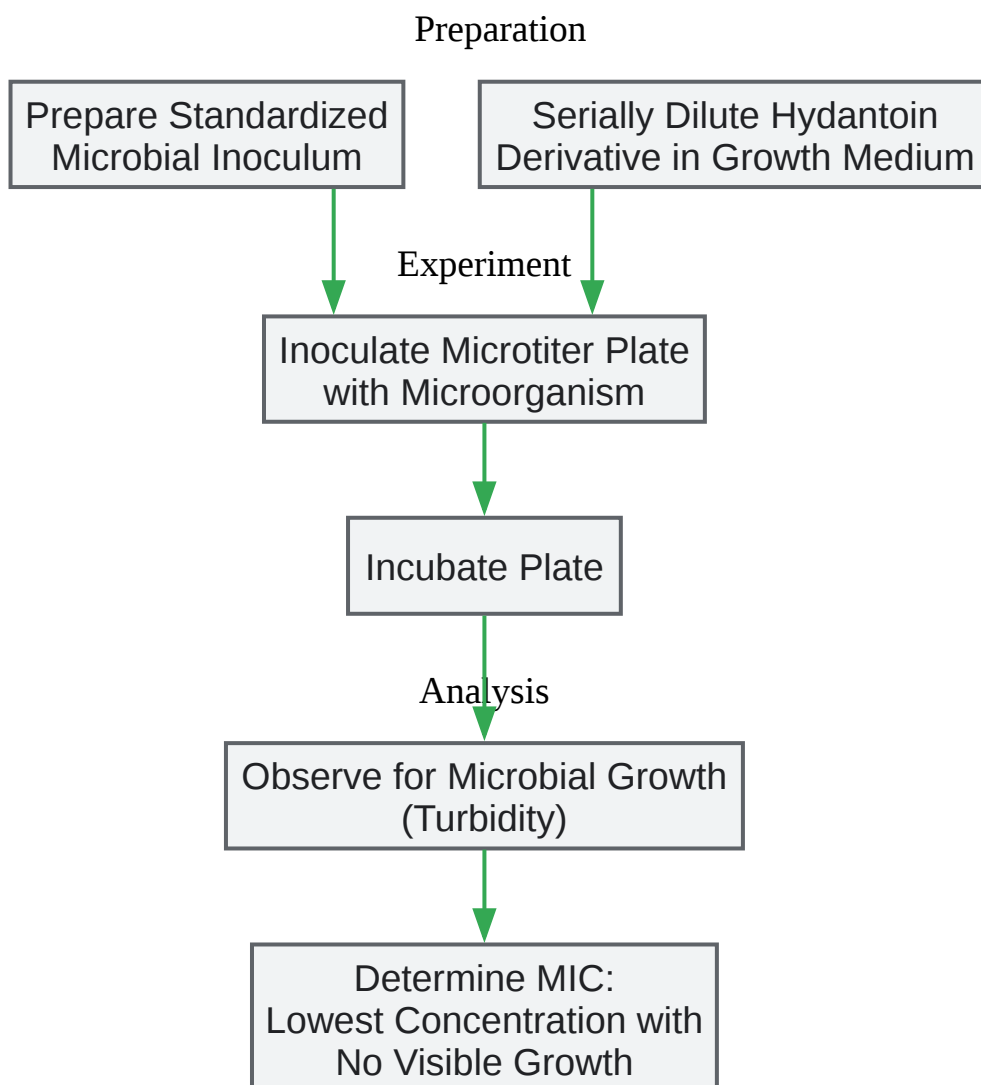 Preparation
Prepare Standardized
Microbial Inoculum
Serially Dilute Hydantoin
Derivative in Growth Medium
Experiment
Inoculate Microtiter Plate
with Microorganism
Incubate Plate
Analysis
Observe for Microbial Growth
(Turbidity)
Determine MIC:
Lowest Concentration with
No Visible Growth